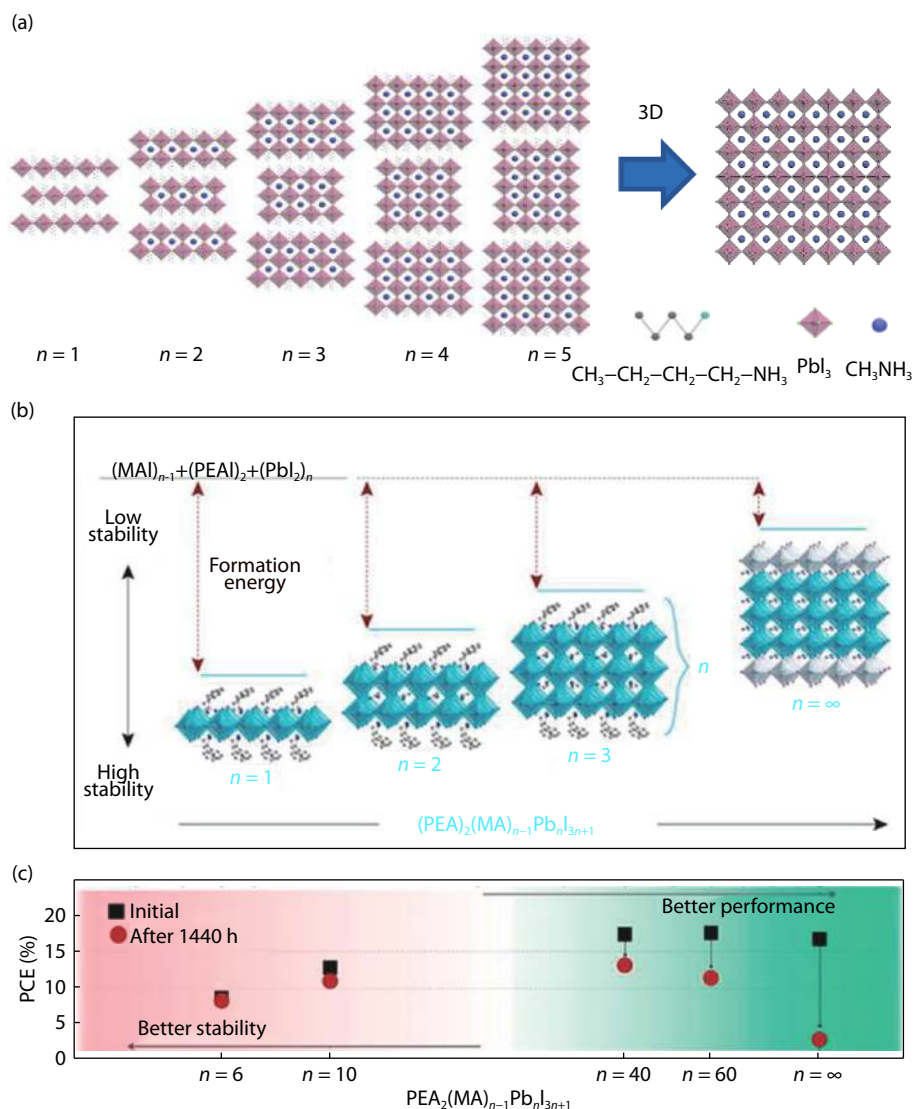 (a)
3D
n = 1
n = 2
n = 3
n = 4
n = 5
CH₃−CH₂−CH₂−CH₂−NH₃
PbI₃
CH₃NH₃
(b)
(MAI)ₙ₋₁+(PEAI)₂+(PbI₂)ₙ
Low
stability
Formation
energy
High
stability
n = 1
n = 2
n = 3
n
n = ∞
(PEA)₂(MA)ₙ₋₁PbₙI₃ₙ₊₁
(c)
PCE (%)
20
15
10
5
0
Initial
After 1440 h
Better performance
Better stability
n = 6
n = 10
n = 40
n = 60
n = ∞
PEA₂(MA)ₙ₋₁PbₙI₃ₙ₊₁